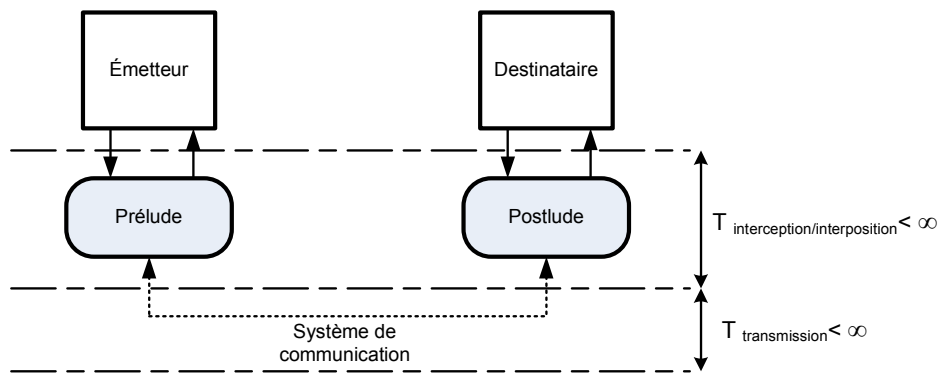 Émetteur
Destinataire
Prélude
Postlude
T interception/interposition< ∞
Système de
communication
T transmission< ∞